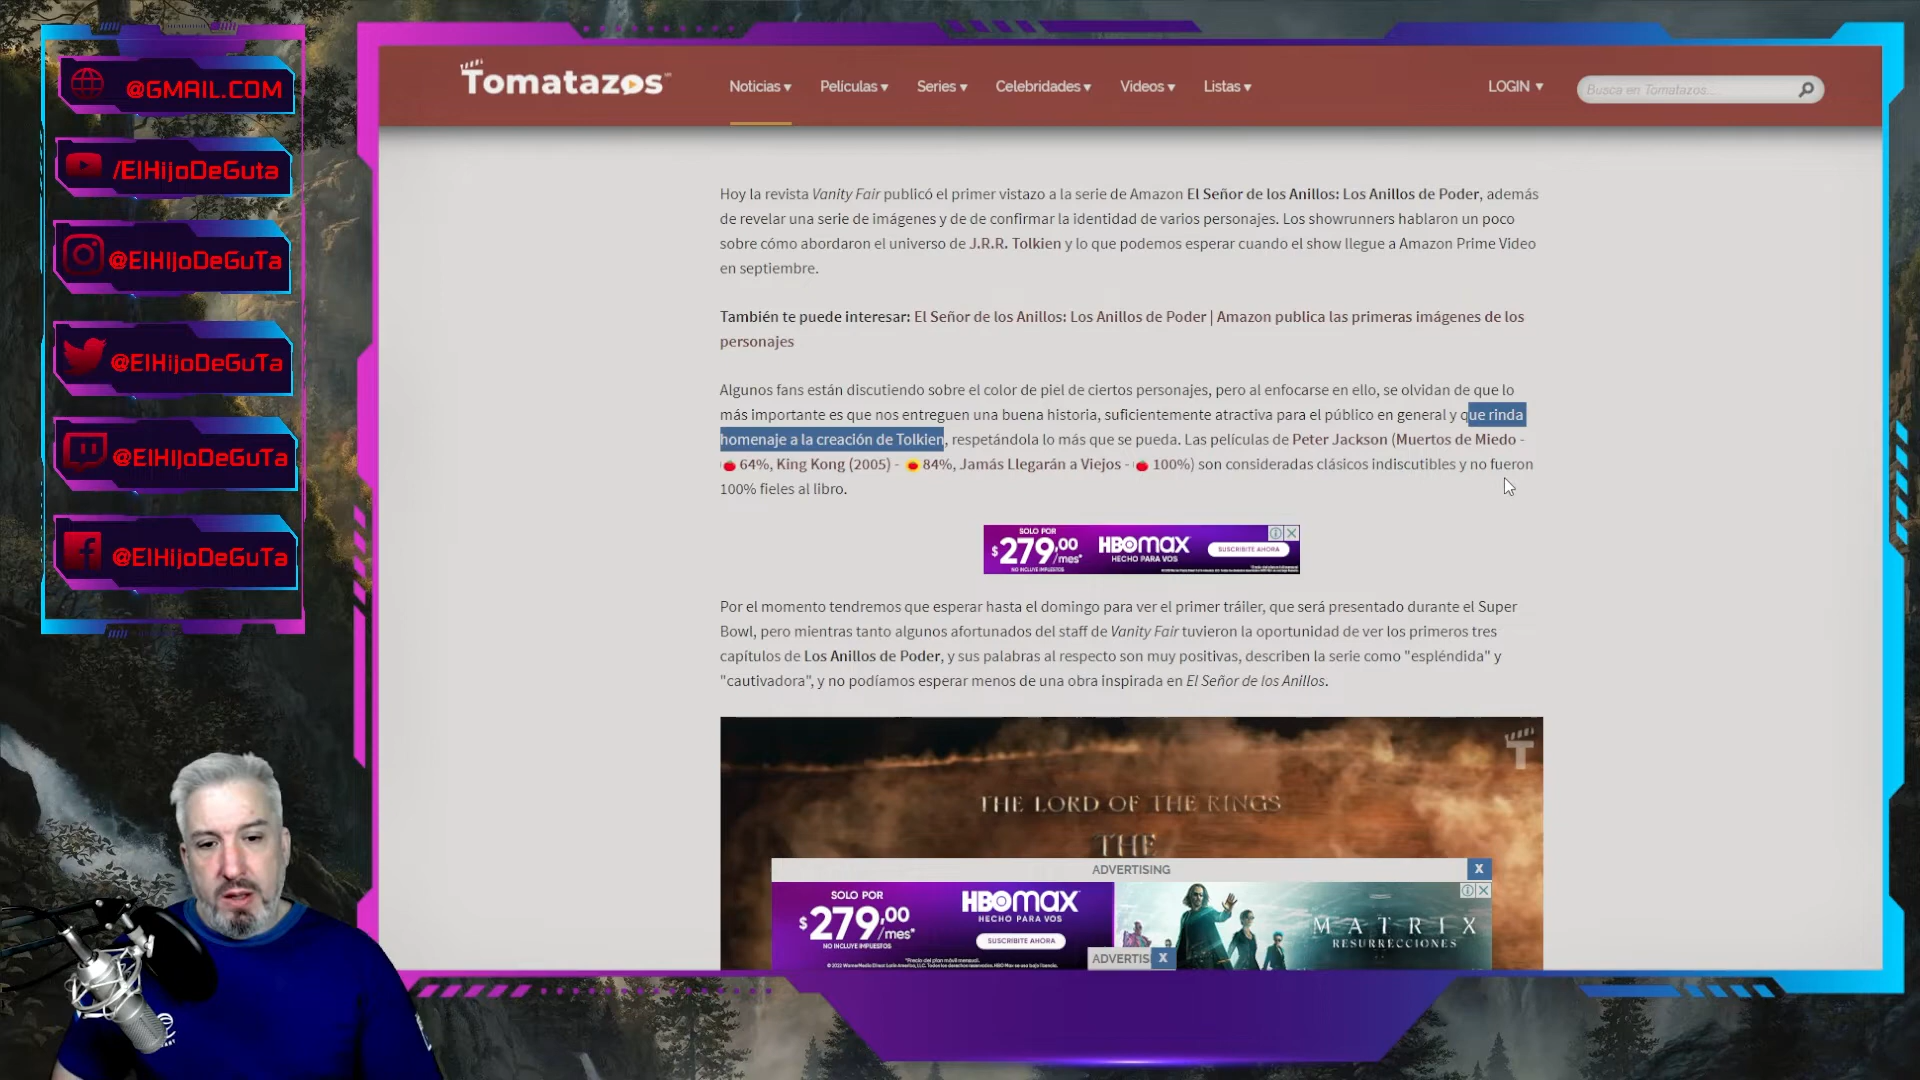 @GMAIL.COM
/ElHijoDeGuta
@ElHIjoDeGuTa
@ElHIjoDeGuTa
@ElHIjoDeGuTa
@ElHIjoDeGuTa
Tomatazos
Noticias ▾ Películas ▾ Series ▾ Celebridades ▾ Videos ▾ Listas ▾ LOGIN ▾ Busca en Tomatazos...
Hoy la revista Vanity Fair publicó el primer vistazo a la serie de Amazon El Señor de los Anillos: Los Anillos de Poder, además
de revelar una serie de imágenes y de de confirmar la identidad de varios personajes. Los showrunners hablaron un poco
sobre cómo abordaron el universo de J.R.R. Tolkien y lo que podemos esperar cuando el show llegue a Amazon Prime Video
en septiembre.
También te puede interesar: El Señor de los Anillos: Los Anillos de Poder | Amazon publica las primeras imágenes de los
personajes
Algunos fans están discutiendo sobre el color de piel de ciertos personajes, pero al enfocarse en ello, se olvidan de que lo
más importante es que nos entreguen una buena historia, suficientemente atractiva para el público en general y que rinda
homenaje a la creación de Tolkien, respetándola lo más que se pueda. Las películas de Peter Jackson (Muertos de Miedo -
64%, King Kong (2005) - 84%, Jamás Llegarán a Viejos - 100%) son consideradas clásicos indiscutibles y no fueron
100% fieles al libro.
SOLO POR
$279,00 /mes*
NO INCLUYE IMPUESTOS
HBOMAX
HECHO PARA VOS
SUSCRIBITE AHORA
Por el momento tendremos que esperar hasta el domingo para ver el primer tráiler, que será presentado durante el Super
Bowl, pero mientras tanto algunos afortunados del staff de Vanity Fair tuvieron la oportunidad de ver los primeros tres
capítulos de Los Anillos de Poder, y sus palabras al respecto son muy positivas, describen la serie como "espléndida" y
"cautivadora", y no podíamos esperar menos de una obra inspirada en El Señor de los Anillos.
T
THE LORD OF THE RINGS
THE
ADVERTISING X
SOLO POR
$279,00 /mes*
NO INCLUYE IMPUESTOS
HBOMAX
HECHO PARA VOS
SUSCRIBITE AHORA
MATRIX
RESURRECCIONES
ADVERTIS X